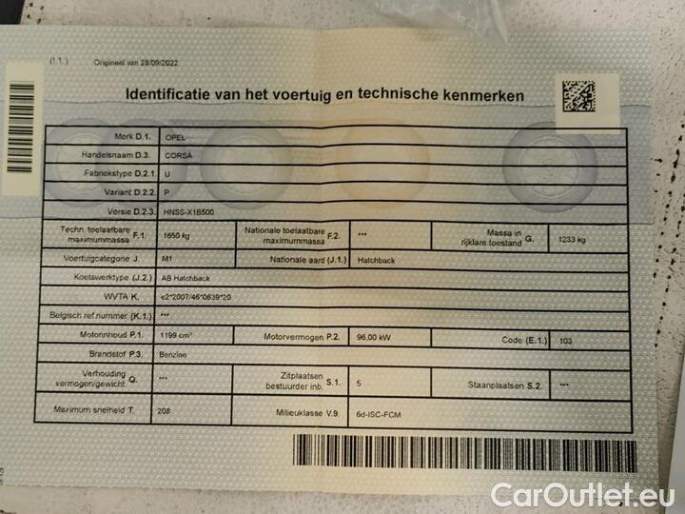 (I.1.) Origineel van 28/09/2022
Identificatie van het voertuig en technische kenmerken
Merk D.1. OPEL
Handelsnaam D.3. CORSA
Fabriekstype D.2.1 U
Variant D.2.2. P
Versie D.2.3. HNSS-X1B500
Techn. toelaatbare maximummassa F.1. 1650 kg Nationale toelaatbare maximummassa F.2. *** Massa in rijklare toestand G. 1233 kg
Voertuigcategorie J. M1 Nationale aard (J.1.) Hatchback
Koetswerktype (J.2.) AB Hatchback
WVTA K. e2*2007/46*0639*20
Belgisch ref.nummer (K.1.) ***
Motorinhoud P.1. 1199 cm³ Motorvermogen P.2. 96,00 kW Code (E.1.) 103
Brandstof P.3. Benzine
Verhouding vermogen/gewicht Q. *** Zitplaatsen bestuurder inb. S.1. 5 Staanplaatsen S.2. ***
Maximum snelheid T. 208 Milieuklasse V.9. 6d-ISC-FCM
CarOutlet.eu